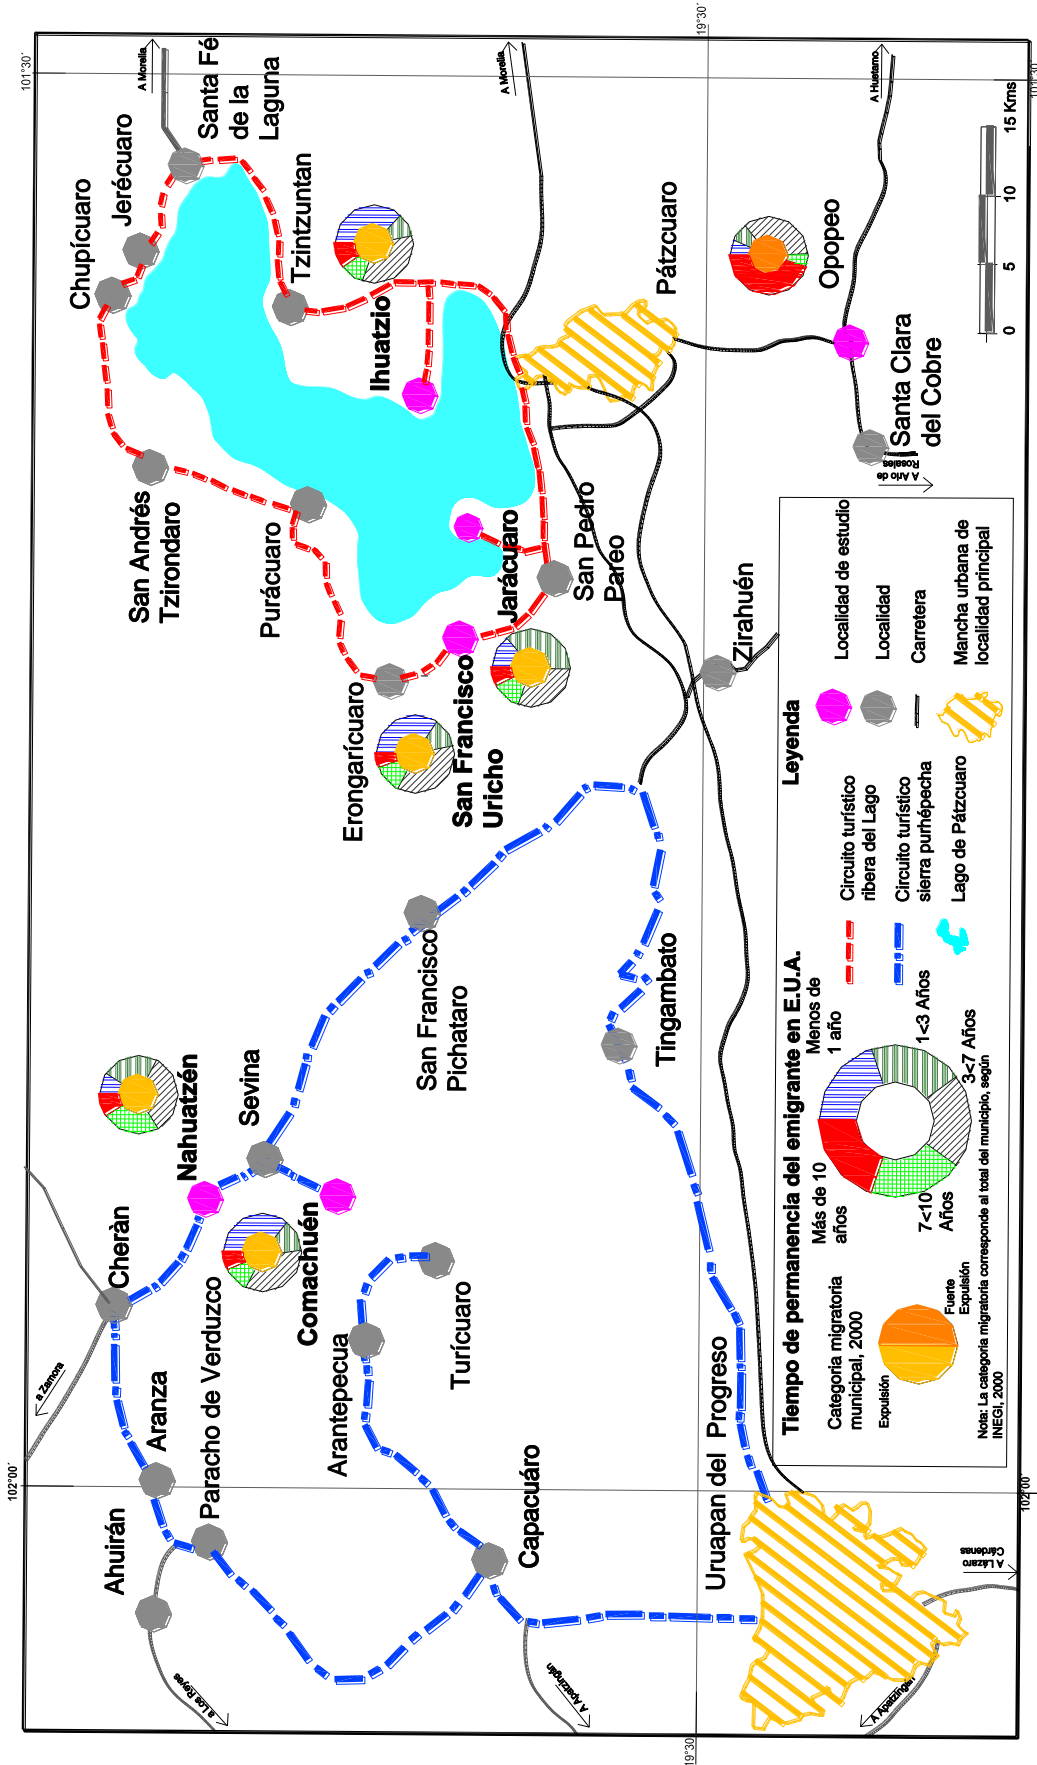 102°00´
101°30´
a Zamora
A Morelia
Ahuirán
Aranza
Cheràn
Nahuatzén
San Andrés
Tzirondaro
Chupícuaro
Jerécuaro
Santa Fé
de la
Laguna
Paracho de Verduzco
Sevina
Purácuaro
Tzintzuntan
a Los Reyes
Comachuén
Arantepecua
Erongarícuaro
Ihuatzio
Turícuaro
San Francisco
Pichataro
San Francisco
Uricho
Jarácuaro
A Morelia
Capacuáro
San Pedro
Pareo
A Apatzingán
Tingambato
Pátzcuaro
19°30´
19°30´
Uruapan del Progreso
Zirahuén
Opopeo
A Apatzingán
A Huetamo
Santa Clara
del Cobre
A Ario de
Rosales
A Lázaro
Cárdenas
102°00´
101°30´
0 5 10 15 Kms
Tiempo de permanencia del emigrante en E.U.A.
Más de 10
años
Menos de
1 año
1<3 Años
3<7 Años
7<10
Años
Categoria migratoria
municipal, 2000
Expulsión
Fuerte
Expulsión
Nota: La categoria migratoria corresponde al total del municipio, según
INEGI, 2000
Leyenda
Circuito turístico
ribera del Lago
Circuito turístico
sierra purhépecha
Lago de Pátzcuaro
Localidad de estudio
Localidad
Carretera
Mancha urbana de
localidad principal